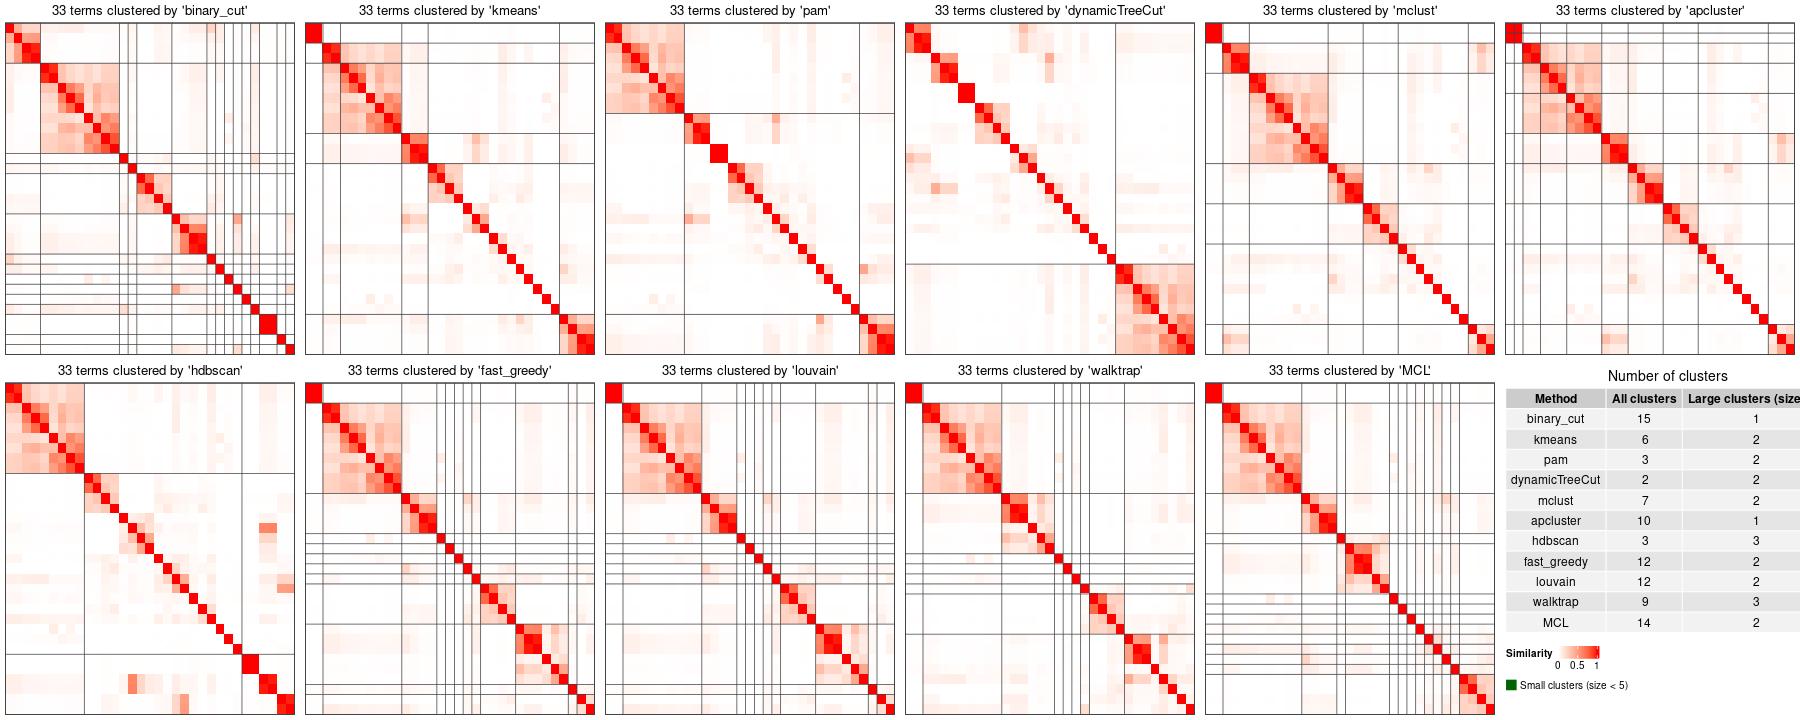 33 terms clustered by 'binary_cut'
33 terms clustered by 'kmeans'
33 terms clustered by 'pam'
33 terms clustered by 'dynamicTreeCut'
33 terms clustered by 'mclust'
33 terms clustered by 'apcluster'
33 terms clustered by 'hdbscan'
33 terms clustered by 'fast_greedy'
33 terms clustered by 'louvain'
33 terms clustered by 'walktrap'
33 terms clustered by 'MCL'
Number of clusters
Method All clusters Large clusters (size
binary_cut 15 1
kmeans 6 2
pam 3 2
dynamicTreeCut 2 2
mclust 7 2
apcluster 10 1
hdbscan 3 3
fast_greedy 12 2
louvain 12 2
walktrap 9 3
MCL 14 2
Similarity
0 0.5 1
Small clusters (size < 5)